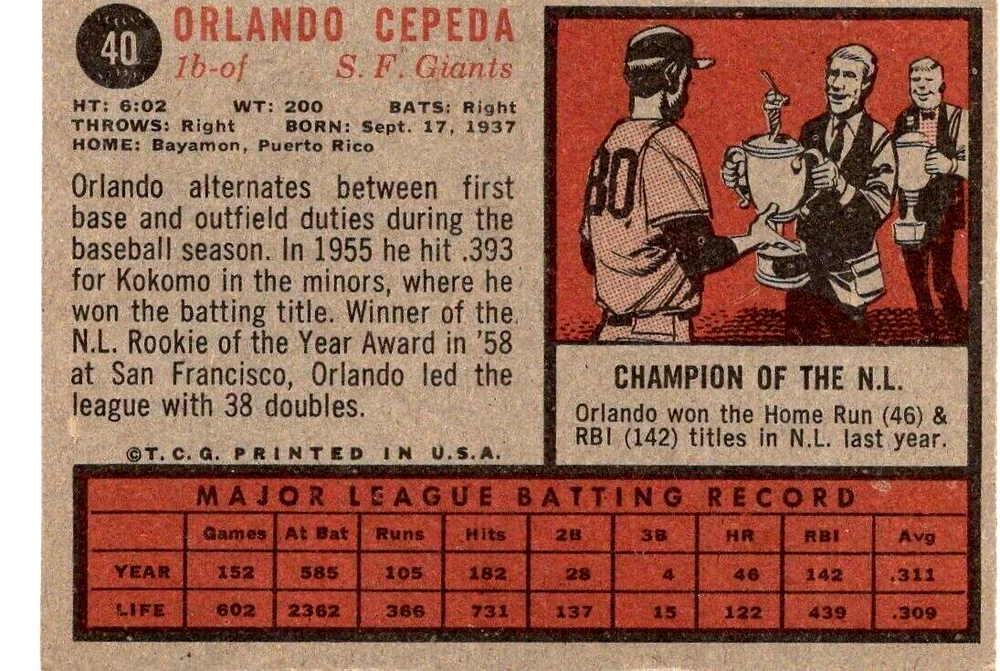 40
ORLANDO CEPEDA
1b-of S. F. Giants
HT: 6:02 WT: 200 BATS: Right
THROWS: Right BORN: Sept. 17, 1937
HOME: Bayamon, Puerto Rico
Orlando alternates between first
base and outfield duties during the
baseball season. In 1955 he hit .393
for Kokomo in the minors, where he
won the batting title. Winner of the
N.L. Rookie of the Year Award in '58
at San Francisco, Orlando led the
league with 38 doubles.
©T. C. G. PRINTED IN U.S.A.
30
CHAMPION OF THE N.L.
Orlando won the Home Run (46) &
RBI (142) titles in N.L. last year.
MAJOR LEAGUE BATTING RECORD
Games At Bat Runs Hits 2B 3B HR RBI Avg
YEAR 152 585 105 182 28 4 46 142 .311
LIFE 602 2362 366 731 137 15 122 439 .309